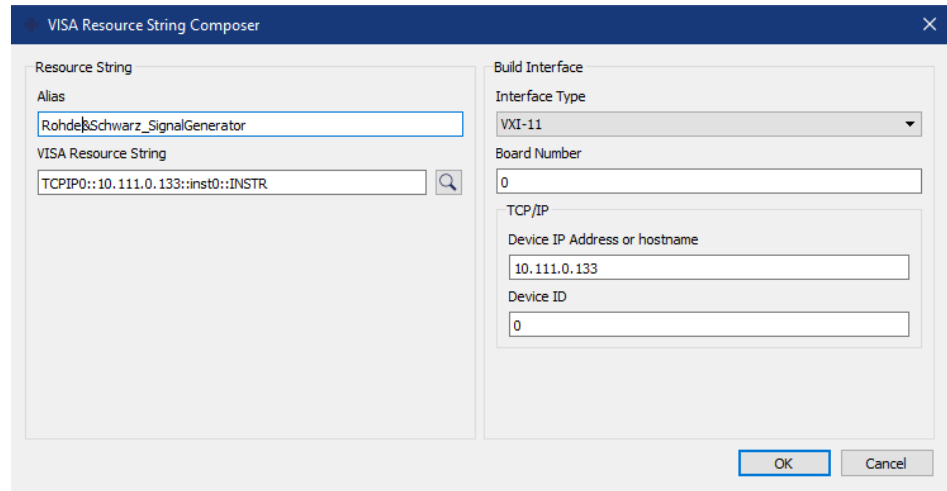 VISA Resource String Composer
Resource String
Alias
Rohde&Schwarz_SignalGenerator
VISA Resource String
TCPIP0::10.111.0.133::inst0::INSTR
Build Interface
Interface Type
VXI-11
Board Number
0
TCP/IP
Device IP Address or hostname
10.111.0.133
Device ID
0
OK
Cancel